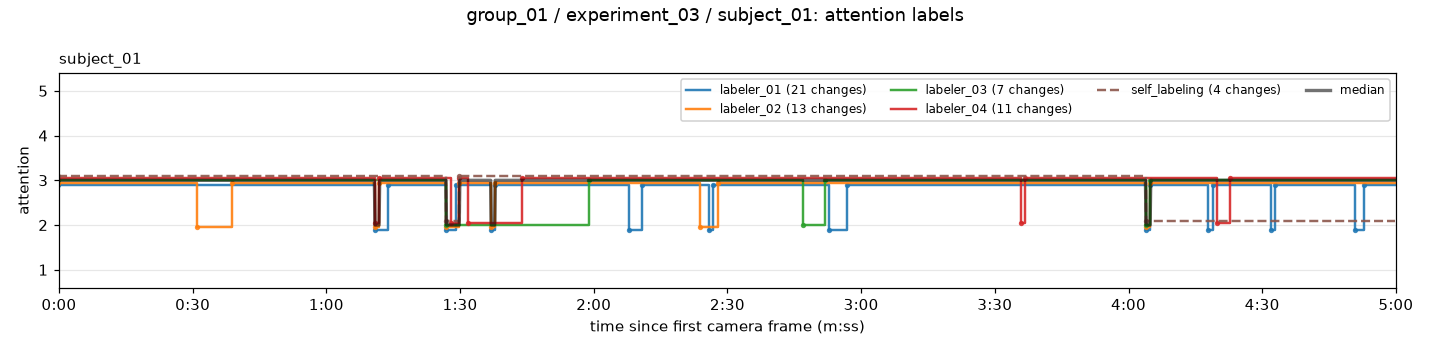 group_01 / experiment_03 / subject_01: attention labels
subject_01
labeler_01 (21 changes)
labeler_02 (13 changes)
labeler_03 (7 changes)
labeler_04 (11 changes)
self_labeling (4 changes)
median
attention
5
4
3
2
1
0:00 0:30 1:00 1:30 2:00 2:30 3:00 3:30 4:00 4:30 5:00
time since first camera frame (m:ss)